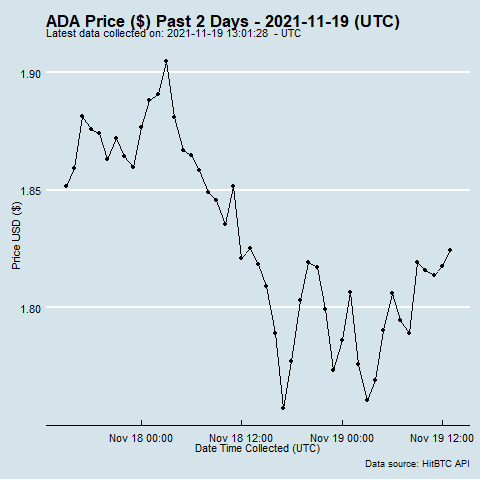 ADA Price ($) Past 2 Days - 2021-11-19 (UTC)
Latest data collected on: 2021-11-19 13:01:28 - UTC
1.90
1.85
1.80
Price USD ($)
Nov 18 00:00 Nov 18 12:00 Nov 19 00:00 Nov 19 12:00
Date Time Collected (UTC)
Data source: HitBTC API